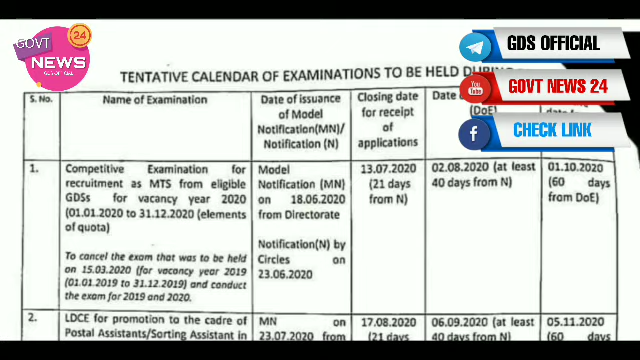 GOVT
24
NEWS
GDS OFFICIAL
GDS OFFICIAL
You Tube
GOVT NEWS 24
CHECK LINK
TENTATIVE CALENDAR OF EXAMINATIONS TO BE HELD DURING
S. No.
Name of Examination
Date of issuance
of Model
Notification(MN)/
Notification (N)
Closing date
for receipt
of
applications
Date
(DoE)
1.
Competitive Examination for
recruitment as MTS from eligible
GDSs for vacancy year 2020
(01.01.2020 to 31.12.2020 (elements
of quota)
To cancel the exam that was to be held
on 15.03.2020 (for vacancy year 2019
(01.01.2019 to 31.12.2019) and conduct
the exam for 2019 and 2020.
Model
Notification (MN)
on 18.06.2020
from Directorate
Notification(N) by
Circles on
23.06.2020
13.07.2020
(21 days
from N)
02.08.2020 (at least
40 days from N)
01.10.2020
(60 days
from DoE)
2.
LDCE for promotion to the cadre of
Postal Assistants/Sorting Assistant in
MN on
23.07.2020 from
17.08.2020
(21 days
06.09.2020 (at least
40 days from N)
05.11.2020
(60 days